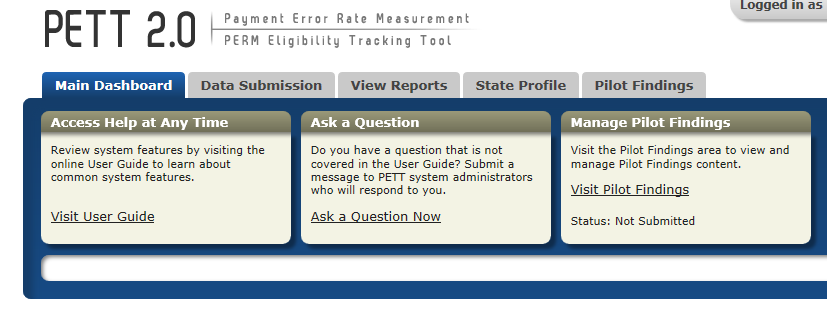 Logged in as
PETT 2.0
Payment Error Rate Measurement
PERM Eligibility Tracking Tool
Main Dashboard
Data Submission
View Reports
State Profile
Pilot Findings
Access Help at Any Time
Review system features by visiting the
online User Guide to learn about
common system features.
Visit User Guide
Ask a Question
Do you have a question that is not
covered in the User Guide? Submit a
message to PETT system administrators
who will respond to you.
Ask a Question Now
Manage Pilot Findings
Visit the Pilot Findings area to view and
manage Pilot Findings content.
Visit Pilot Findings
Status: Not Submitted